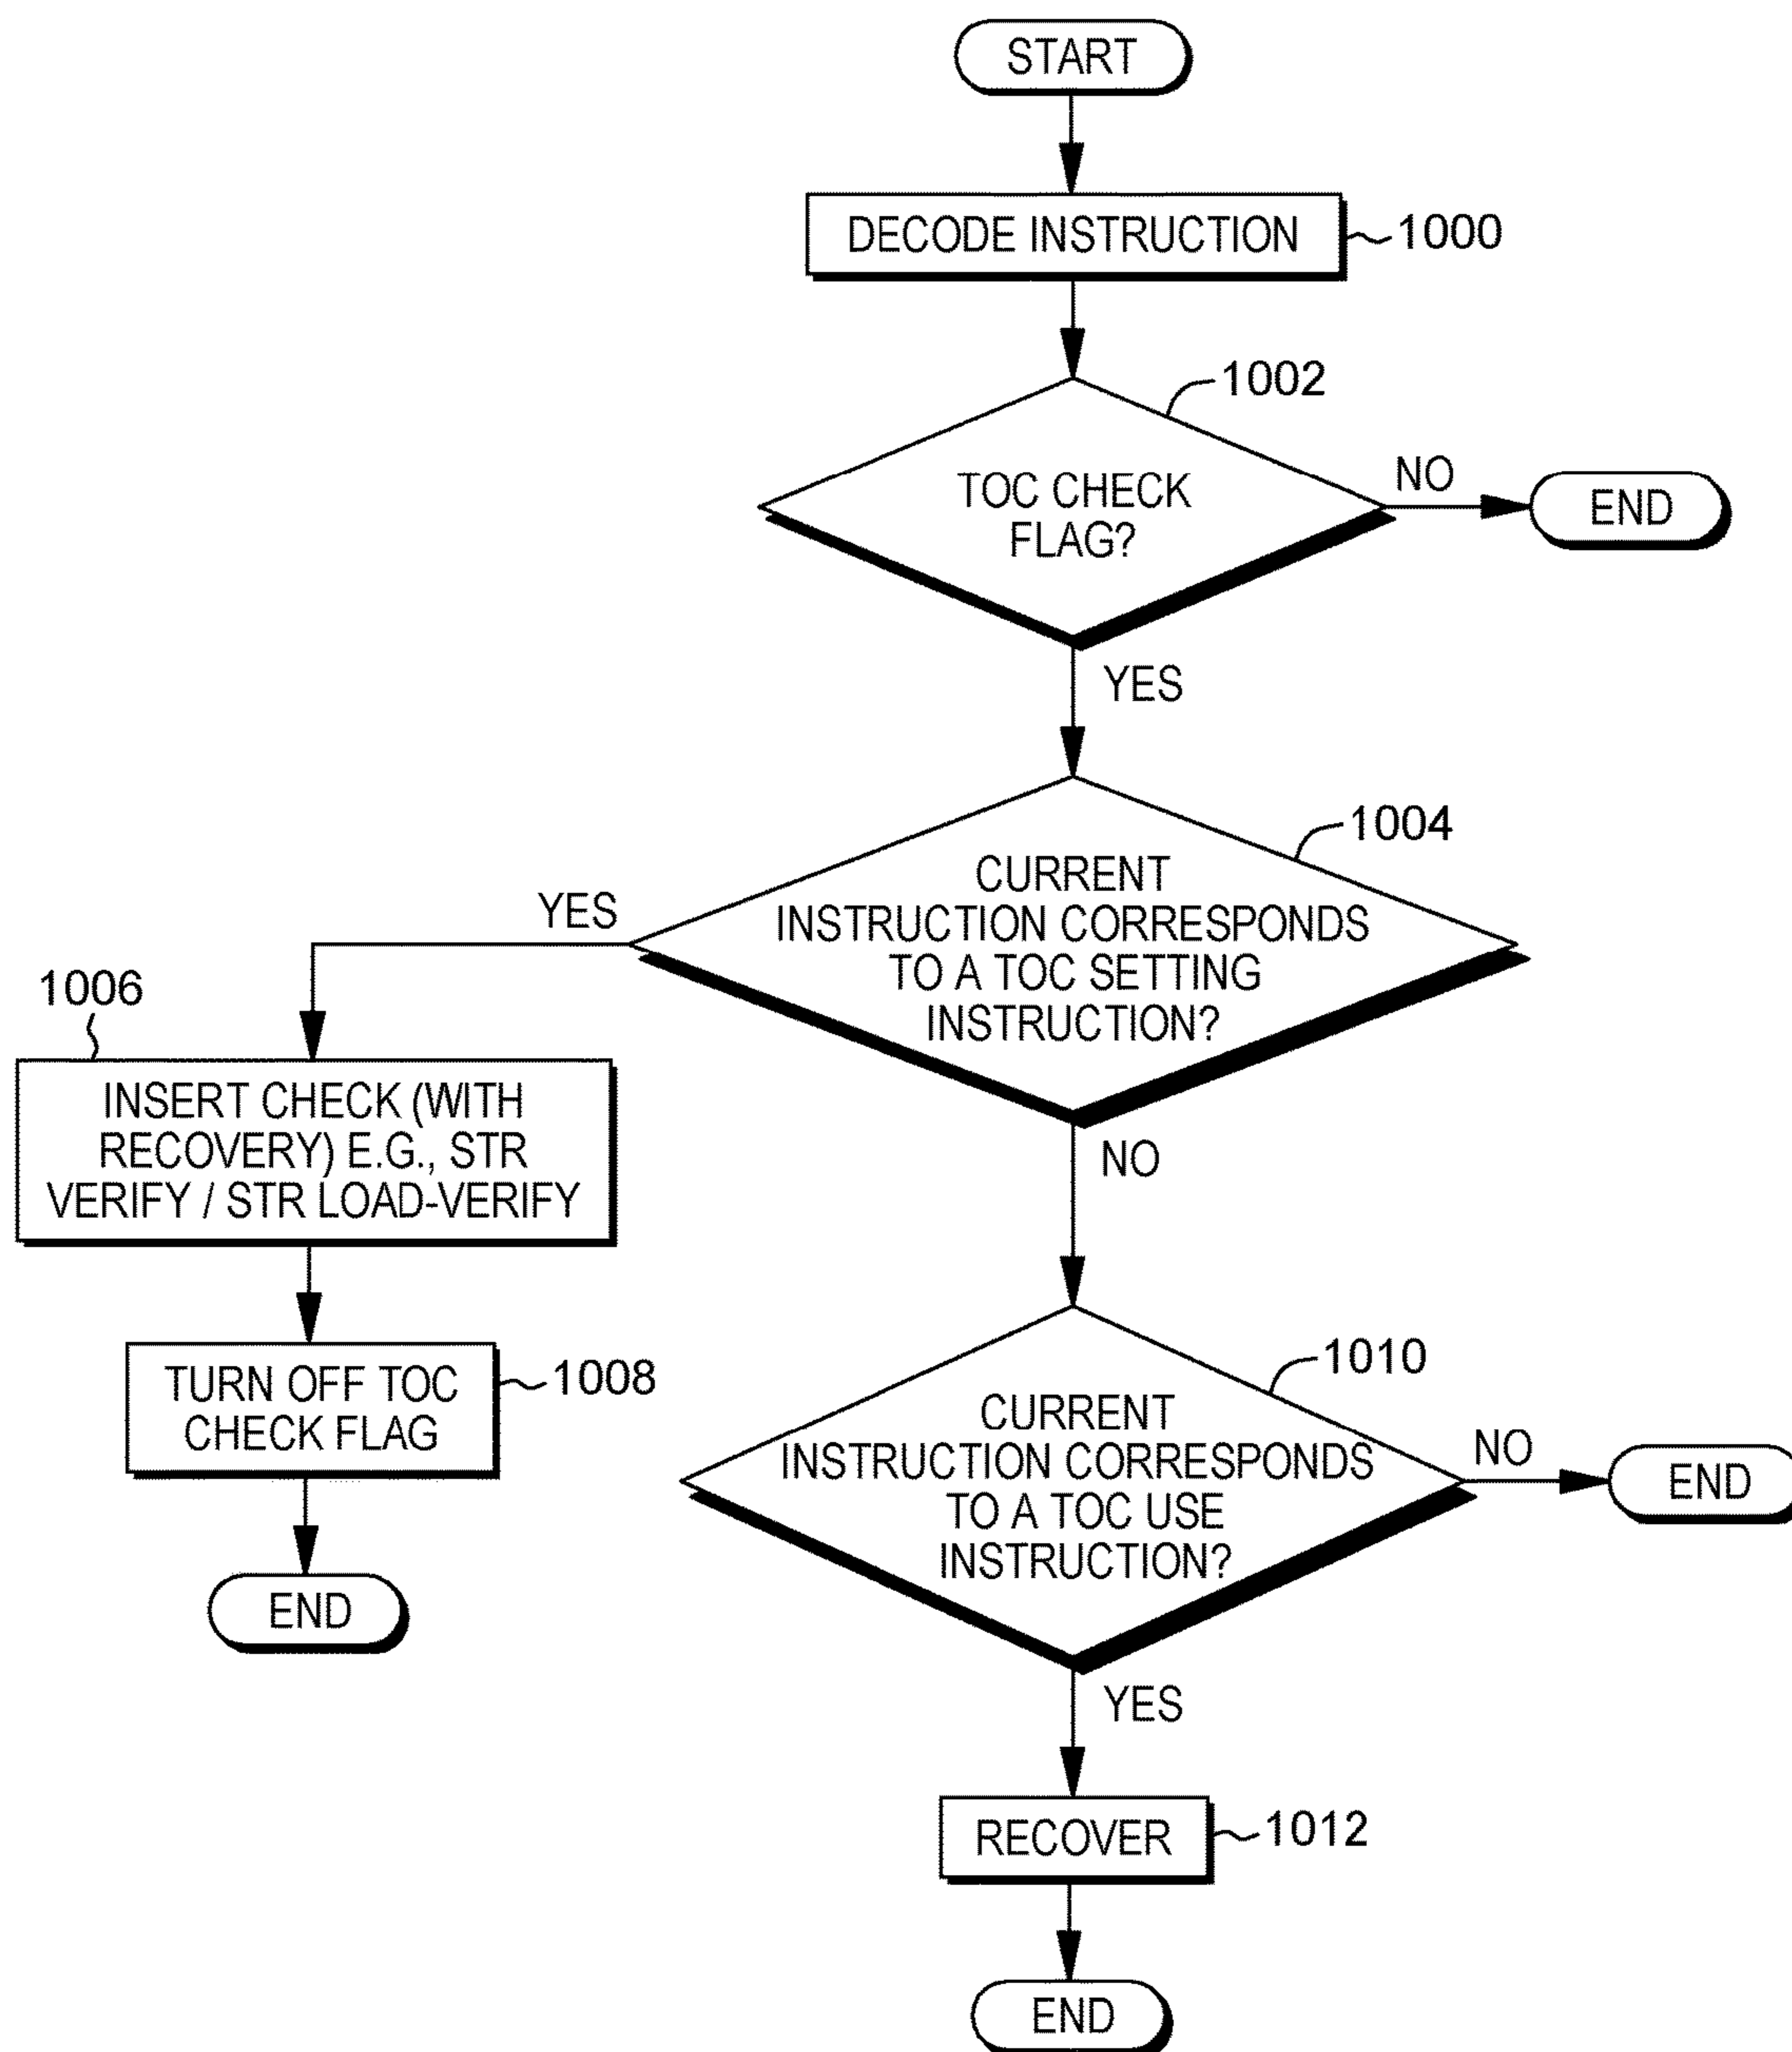 START
DECODE INSTRUCTION
1000
1002
TOC CHECK
FLAG?
NO
END
YES
1004
CURRENT
INSTRUCTION CORRESPONDS
TO A TOC SETTING
INSTRUCTION?
YES
1006
INSERT CHECK (WITH
RECOVERY) E.G., STR
VERIFY / STR LOAD-VERIFY
TURN OFF TOC
CHECK FLAG
1008
END
NO
1010
CURRENT
INSTRUCTION CORRESPONDS
TO A TOC USE
INSTRUCTION?
NO
END
YES
RECOVER
1012
END